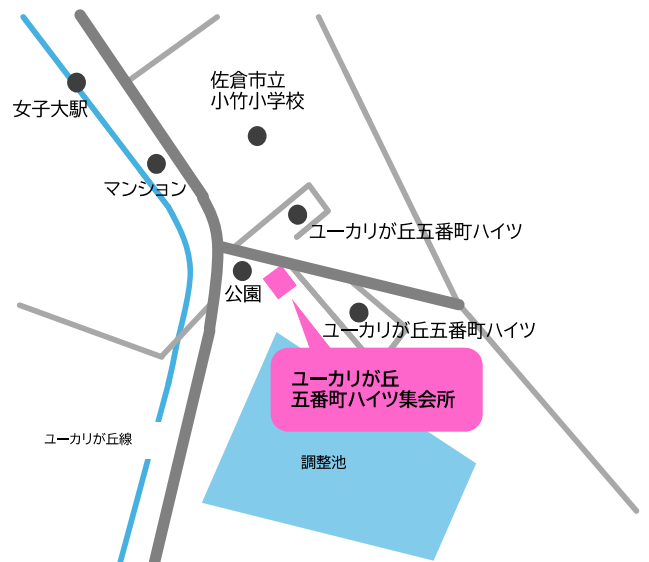 佐倉市立
小竹小学校
女子大駅
マンション
ユーカリが丘五番町ハイツ
公園
ユーカリが丘五番町ハイツ
ユーカリが丘
五番町ハイツ集会所
ユーカリが丘線
調整池